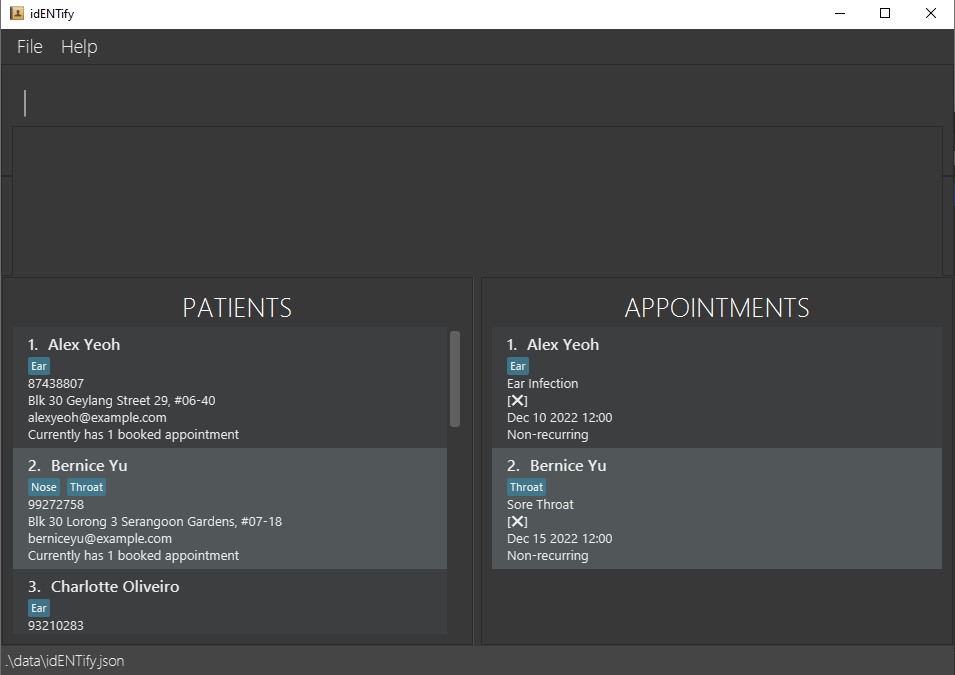 idENTify
File Help
PATIENTS
1. Alex Yeoh
Ear
87438807
Blk 30 Geylang Street 29, #06-40
alexyeoh@example.com
Currently has 1 booked appointment
2. Bernice Yu
Nose Throat
99272758
Blk 30 Lorong 3 Serangoon Gardens, #07-18
berniceyu@example.com
Currently has 1 booked appointment
3. Charlotte Oliveiro
Ear
93210283
APPOINTMENTS
1. Alex Yeoh
Ear
Ear Infection
[❌]
Dec 10 2022 12:00
Non-recurring
2. Bernice Yu
Throat
Sore Throat
[❌]
Dec 15 2022 12:00
Non-recurring
.\data\idENTify.json